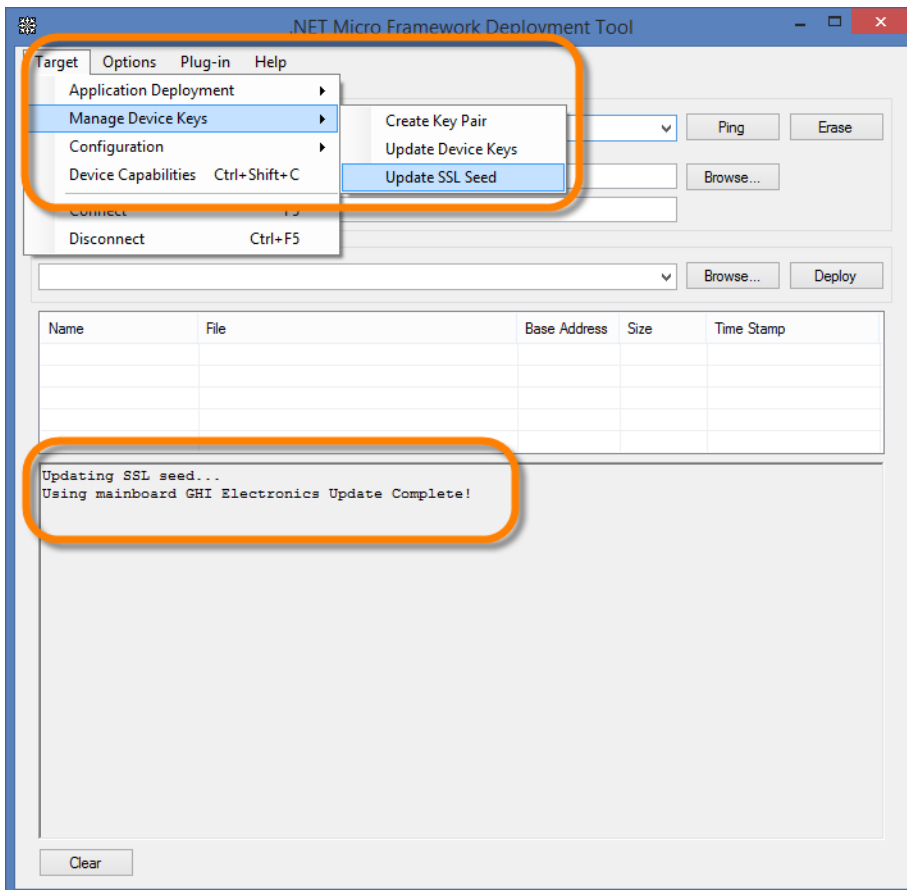 .NET Micro Framework Deployment Tool
Target Options Plug-in Help
Application Deployment
Manage Device Keys
Configuration
Device Capabilities Ctrl+Shift+C
Connect F5
Disconnect Ctrl+F5
Create Key Pair
Update Device Keys
Update SSL Seed
Ping Erase
Browse...
Browse... Deploy
Name File Base Address Size Time Stamp
Updating SSL seed...
Using mainboard GHI Electronics Update Complete!
Clear